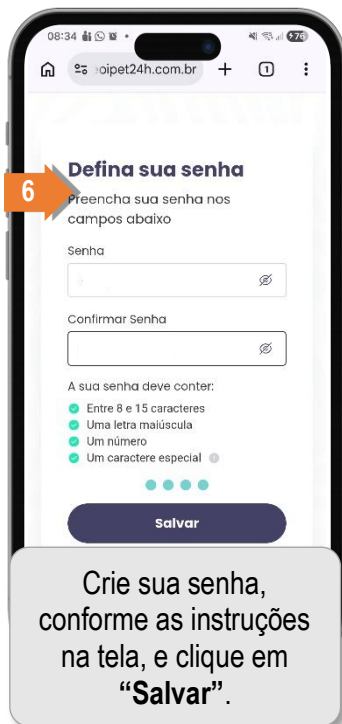 08:34
76
oipet24h.com.br
1
Defina sua senha
6
Preencha sua senha nos
campos abaixo
Senha
Confirmar Senha
A sua senha deve conter:
Entre 8 e 15 caracteres
Uma letra maiúscula
Um número
Um caractere especial
Salvar
Crie sua senha,
conforme as instruções
na tela, e clique em
“Salvar”.